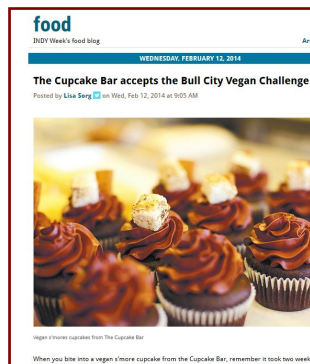 food
INDY Week's food blog
Ar
WEDNESDAY, FEBRUARY 12, 2014
The Cupcake Bar accepts the Bull City Vegan Challenge
Posted by Lisa Sorg on Wed, Feb 12, 2014 at 9:05 AM
Vegan s'mores cupcakes from The Cupcake Bar
When you bite into a vegan s'more cupcake from the Cupcake Bar, remember it took two week